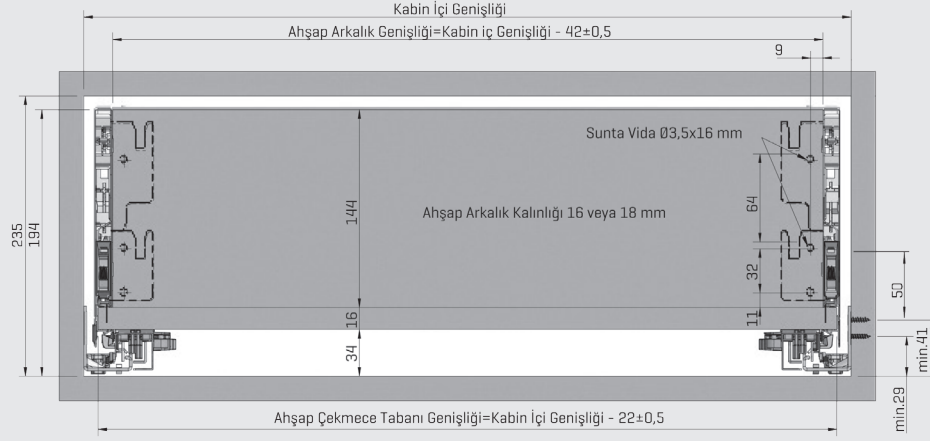 Kabin İçi Genişliği
Ahşap Arkalık Genişliği=Kabin iç Genişliği - 42±0,5
9
Sunta Vida Ø3,5x16 mm
Ahşap Arkalık Kalınlığı 16 veya 18 mm
235
194
144
16
34
64
32
11
50
min.41
min.29
Ahşap Çekmece Tabanı Genişliği=Kabin İçi Genişliği - 22±0,5